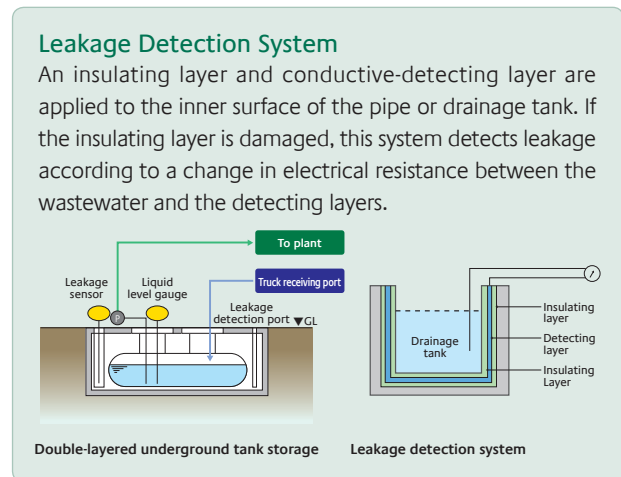 Leakage Detection System
An insulating layer and conductive-detecting layer are
applied to the inner surface of the pipe or drainage tank. If
the insulating layer is damaged, this system detects leakage
according to a change in electrical resistance between the
wastewater and the detecting layers.
To plant
Truck receiving port
Leakage
sensor
Liquid
level gauge
P
Leakage
detection port
▼GL
Drainage
tank
Insulating
layer
Detecting
layer
Insulating
Layer
Double-layered underground tank storage
Leakage detection system